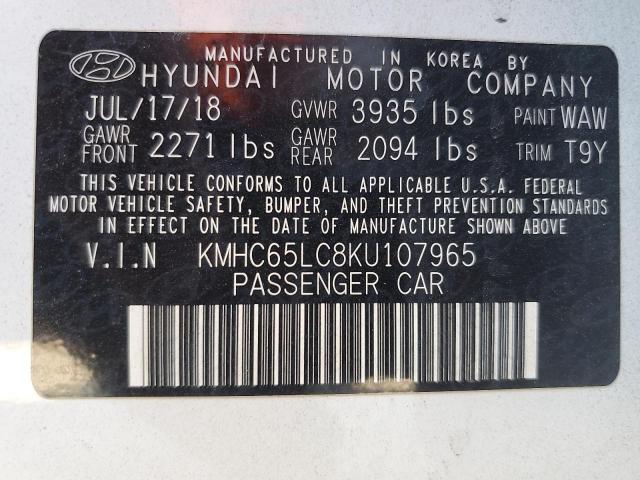 MANUFACTURED IN KOREA BY
HYUNDAI MOTOR COMPANY
JUL/17/18 GVWR 3935 lbs PAINT WAW
GAWR FRONT 2271 lbs GAWR REAR 2094 lbs TRIM T9Y
THIS VEHICLE CONFORMS TO ALL APPLICABLE U.S.A. FEDERAL
MOTOR VEHICLE SAFETY, BUMPER, AND THEFT PREVENTION STANDARDS
IN EFFECT ON THE DATE OF MANUFACTURE SHOWN ABOVE
V.I.N KMHC65LC8KU107965
PASSENGER CAR